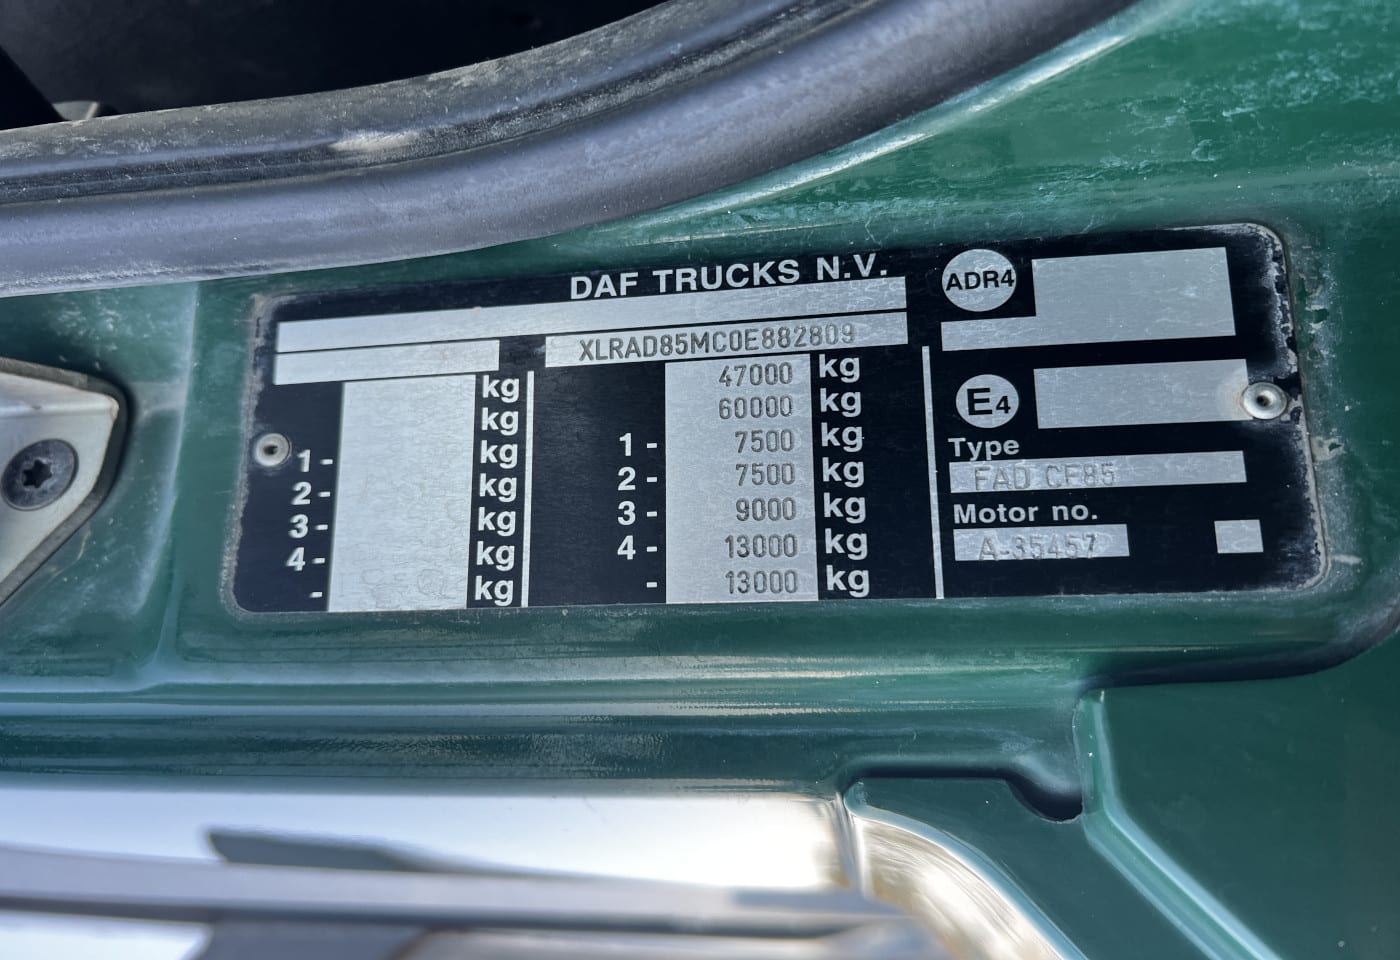 DAF TRUCKS N.V.
XLRAD85MC0E882809
kg 47000 kg
kg 60000 kg
1 - kg 1 - 7500 kg
2 - kg 2 - 7500 kg
3 - kg 3 - 9000 kg
4 - kg 4 - 13000 kg
- kg - 13000 kg
ADR4
E4
Type
FAD CF85
Motor no.
A-35457